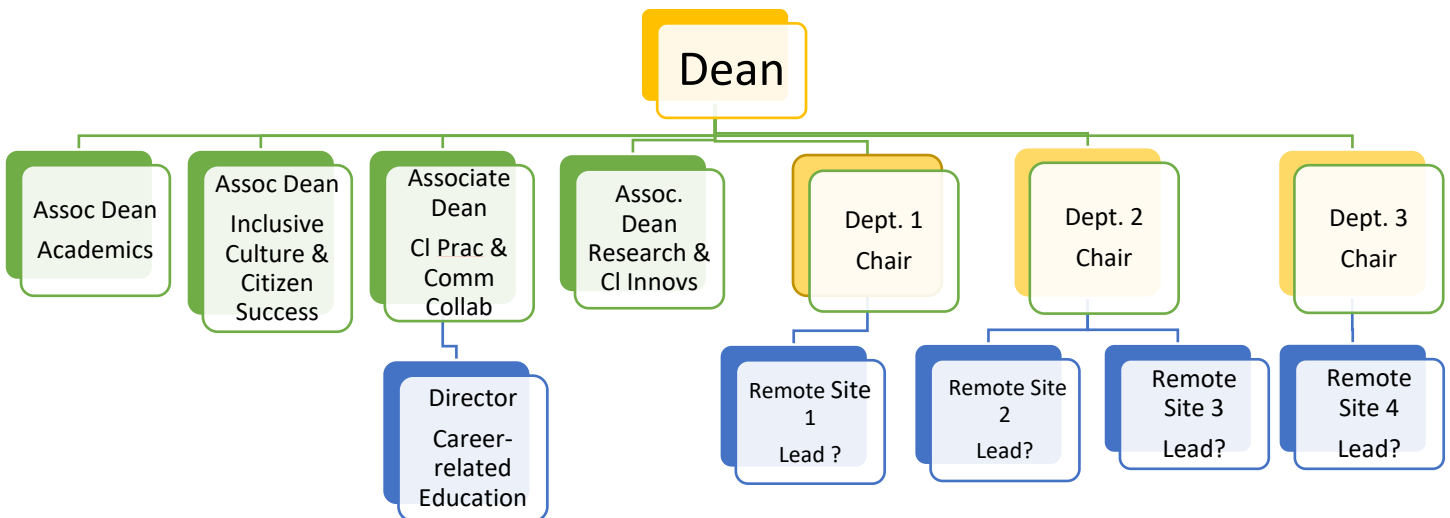 Dean
Assoc Dean
Academics
Assoc Dean
Inclusive
Culture &
Citizen
Success
Associate
Dean
Cl Prac &
Comm
Collab
Assoc.
Dean
Research &
Cl Innovs
Dept. 1
Chair
Dept. 2
Chair
Dept. 3
Chair
Director
Career-
related
Education
Remote Site
1
Lead ?
Remote Site
2
Lead?
Remote
Site 3
Lead?
Remote
Site 4
Lead?